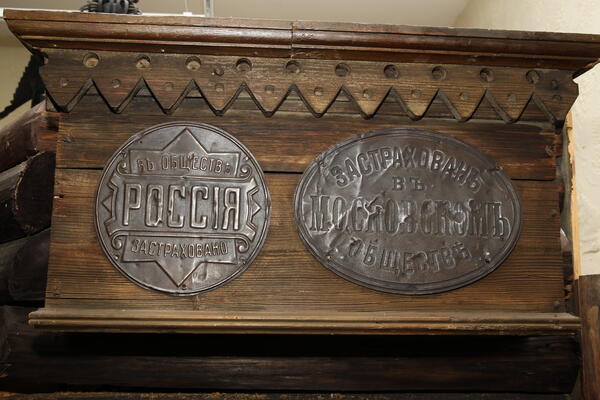 ВЪ ОБЩЕСТВѢ
РОССІЯ
ЗАСТРАХОВАНО
ЗАСТРАХОВАНЪ
ВЪ
МОСКОВСКОМЪ
ОБЩЕСТВѢ